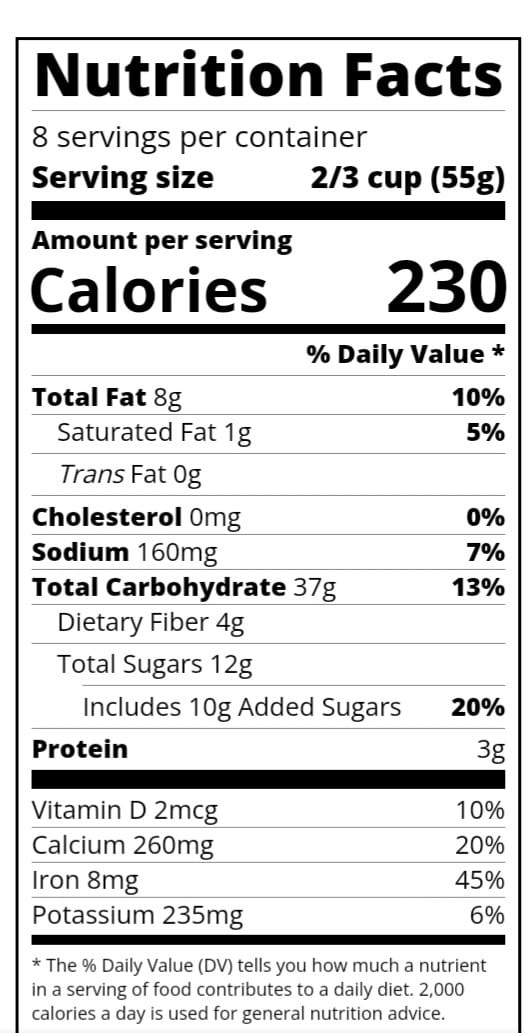 Nutrition Facts
8 servings per container
Serving size 2/3 cup (55g)
Amount per serving
Calories 230
% Daily Value *
Total Fat 8g 10%
Saturated Fat 1g 5%
Trans Fat 0g
Cholesterol 0mg 0%
Sodium 160mg 7%
Total Carbohydrate 37g 13%
Dietary Fiber 4g
Total Sugars 12g
Includes 10g Added Sugars 20%
Protein 3g
Vitamin D 2mcg 10%
Calcium 260mg 20%
Iron 8mg 45%
Potassium 235mg 6%
* The % Daily Value (DV) tells you how much a nutrient
in a serving of food contributes to a daily diet. 2,000
calories a day is used for general nutrition advice.